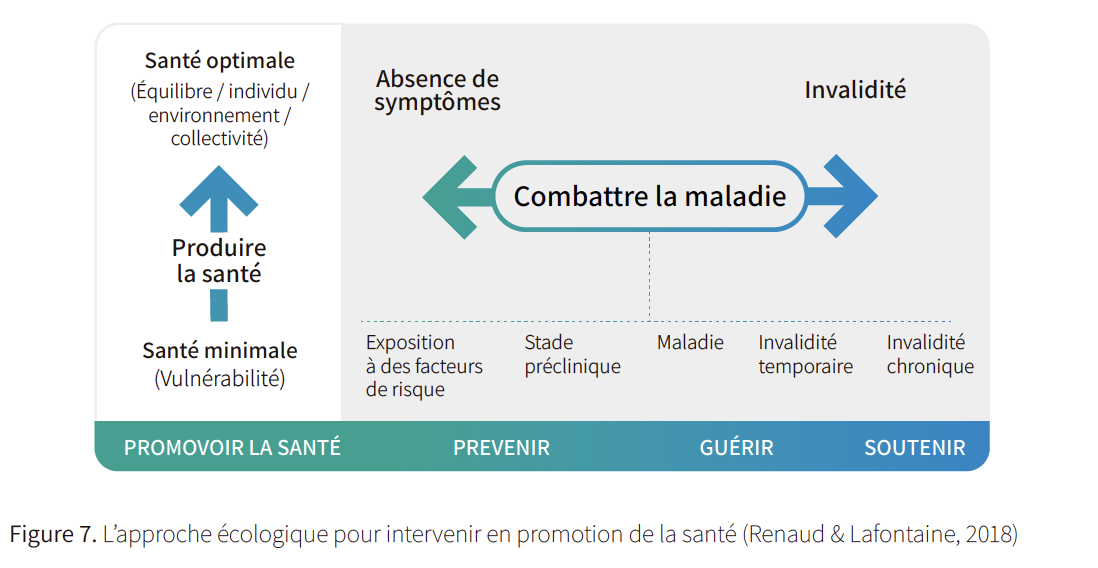 Santé optimale
(Équilibre / individu /
environnement /
collectivité)
Produire
la santé
Santé minimale
(Vulnérabilité)
Absence de
symptômes
Invalidité
Combattre la maladie
Exposition
à des facteurs
de risque
Stade
préclinique
Maladie
Invalidité
temporaire
Invalidité
chronique
PROMOVOIR LA SANTÉ
PREVENIR
GUÉRIR
SOUTENIR
Figure 7. L’approche écologique pour intervenir en promotion de la santé (Renaud & Lafontaine, 2018)